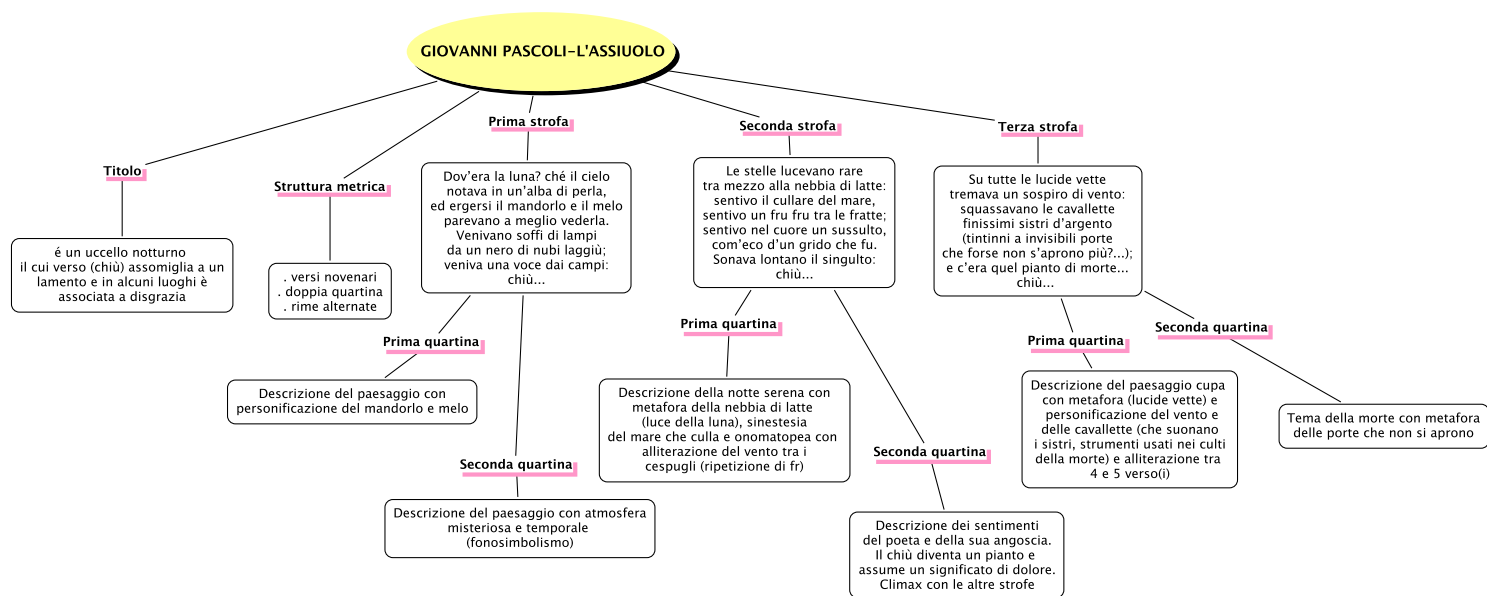 GIOVANNI PASCOLI-L'ASSIUOLO
Titolo
é un uccello notturno
il cui verso (chiù) assomiglia a un
lamento e in alcuni luoghi è
associata a disgrazia
Struttura metrica
. versi novenari
. doppia quartina
. rime alternate
Prima strofa
Dov'era la luna? ché il cielo
notava in un'alba di perla,
ed ergersi il mandorlo e il melo
parevano a meglio vederla.
Venivano soffi di lampi
da un nero di nubi laggiù;
veniva una voce dai campi:
chiù...
Prima quartina
Descrizione del paesaggio con
personificazione del mandorlo e melo
Seconda quartina
Descrizione del paesaggio con atmosfera
misteriosa e temporale
(fonosimbolismo)
Seconda strofa
Le stelle lucevano rare
tra mezzo alla nebbia di latte:
sentivo il cullare del mare,
sentivo un fru fru tra le fratte;
sentivo nel cuore un sussulto,
com'eco d'un grido che fu.
Sonava lontano il singulto:
chiù...
Prima quartina
Descrizione della notte serena con
metafora della nebbia di latte
(luce della luna), sinestesia
del mare che culla e onomatopea con
alliterazione del vento tra i
cespugli (ripetizione di fr)
Seconda quartina
Descrizione dei sentimenti
del poeta e della sua angoscia.
Il chiù diventa un pianto e
assume un significato di dolore.
Climax con le altre strofe
Terza strofa
Su tutte le lucide vette
tremava un sospiro di vento:
squassavano le cavallette
finissimi sistri d'argento
(tintinni a invisibili porte
che forse non s'aprono più?...);
e c'era quel pianto di morte...
chiù...
Prima quartina
Descrizione del paesaggio cupa
con metafora (lucide vette) e
personificazione del vento e
delle cavallette (che suonano
i sistri, strumenti usati nei culti
della morte) e alliterazione tra
4 e 5 verso(i)
Seconda quartina
Tema della morte con metafora
delle porte che non si aprono